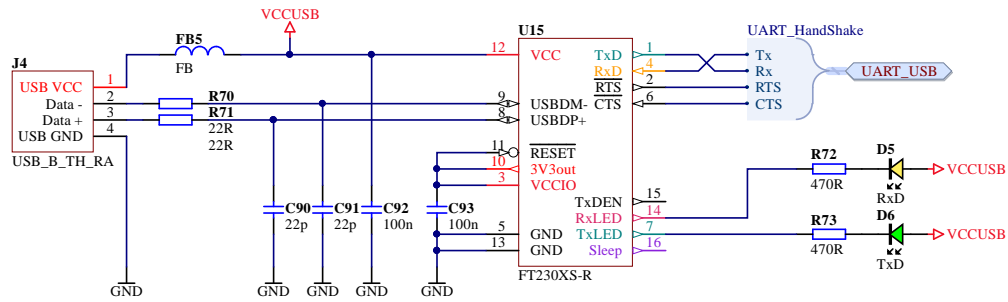 VCCUSB
U15
UART_HandShake
J4
FB5
FB
USB VCC
1
Data -
2
Data +
3
USB GND
4
USB_B_TH_RA
R70
R71
22R
22R
12
VCC
9
USBDM-
8
USBDP+
11
RESET
10
3V3out
3
VCCIO
5
GND
13
GND
TxD
1
RxD
4
RTS
2
CTS
6
TxDEN
15
RxLED
14
TxLED
7
Sleep
16
FT230XS-R
Tx
Rx
RTS
CTS
UART_USB
C90
22p
C91
22p
C92
100n
C93
100n
R72
470R
D5
RxD
VCCUSB
R73
470R
D6
TxD
VCCUSB
GND
GND
GND
GND
GND